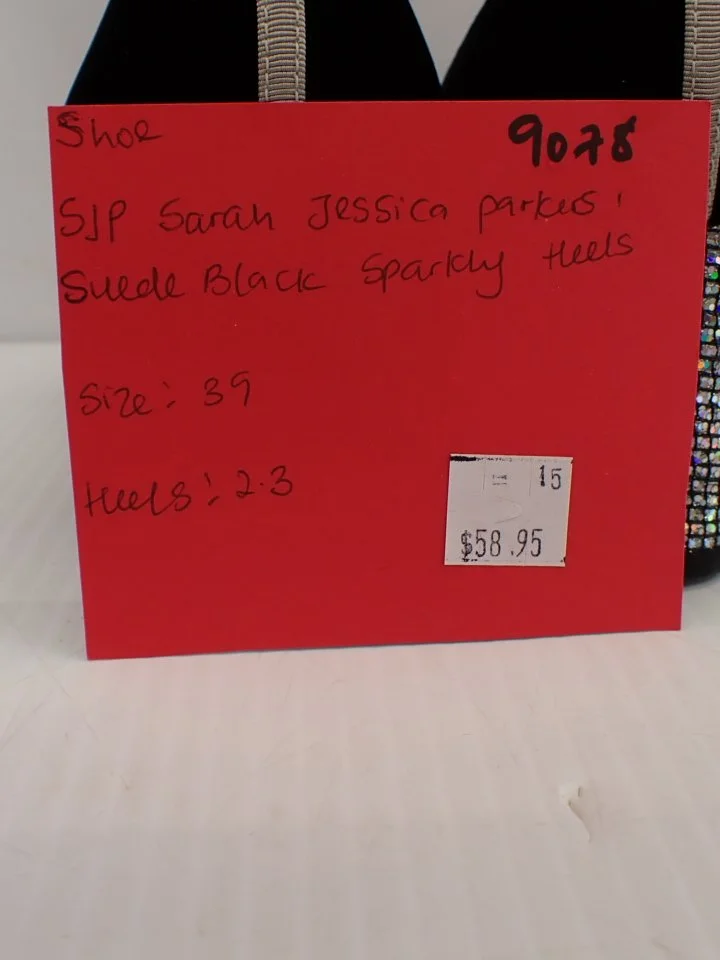 Shoe
9078
SJP Sarah Jessica parkers,
Suede Black Sparkly Heels
Size: 39
Heels: 2.3
15
$58.95